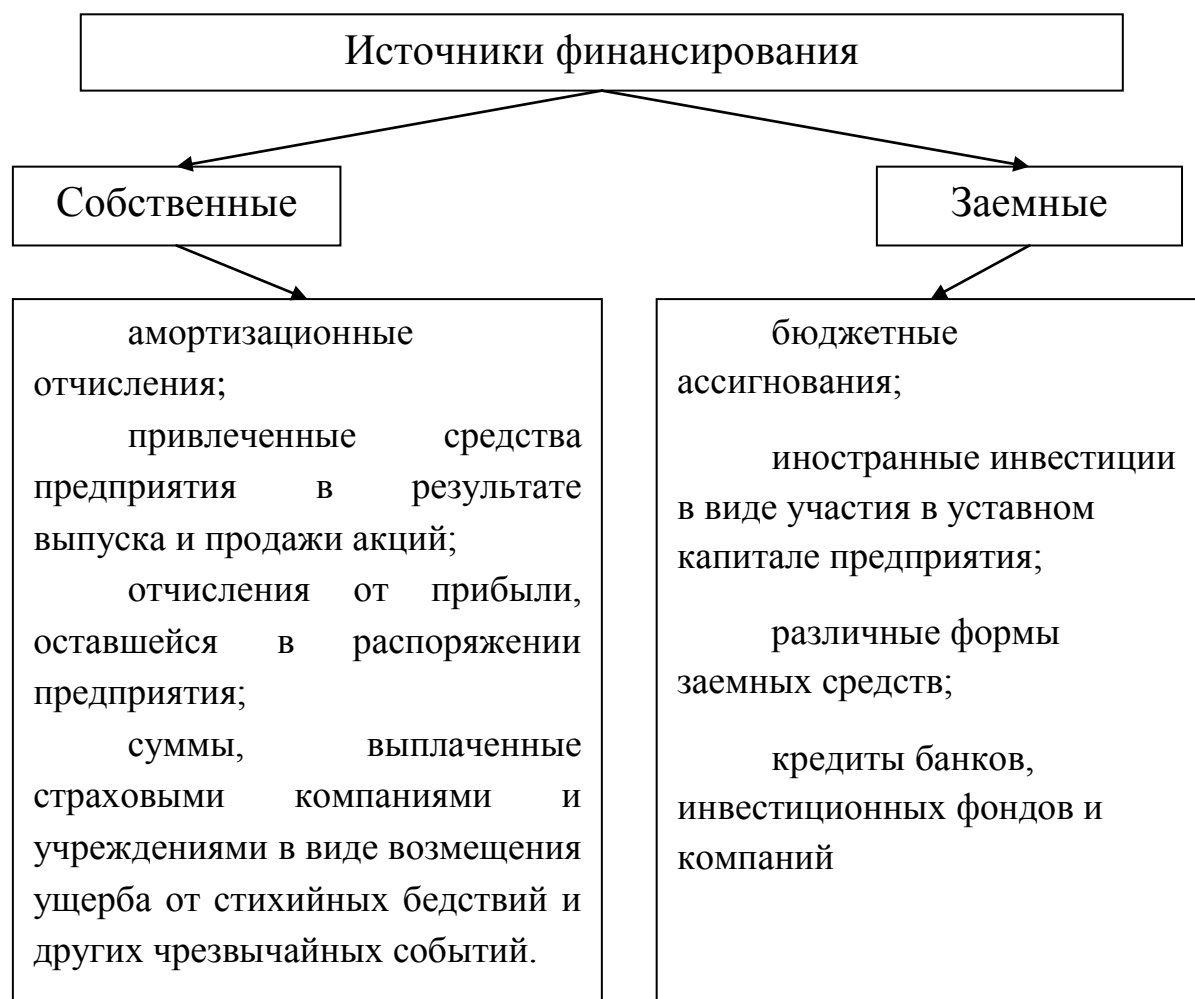 Источники финансирования
Собственные
Заемные
амортизационные
отчисления;
привлеченные средства
предприятия в результате
выпуска и продажи акций;
отчисления от прибыли,
оставшейся в распоряжении
предприятия;
суммы, выплаченные
страховыми компаниями и
учреждениями в виде возмещения
ущерба от стихийных бедствий и
других чрезвычайных событий.
бюджетные
ассигнования;
иностранные инвестиции
в виде участия в уставном
капитале предприятия;
различные формы
заемных средств;
кредиты банков,
инвестиционных фондов и
компаний